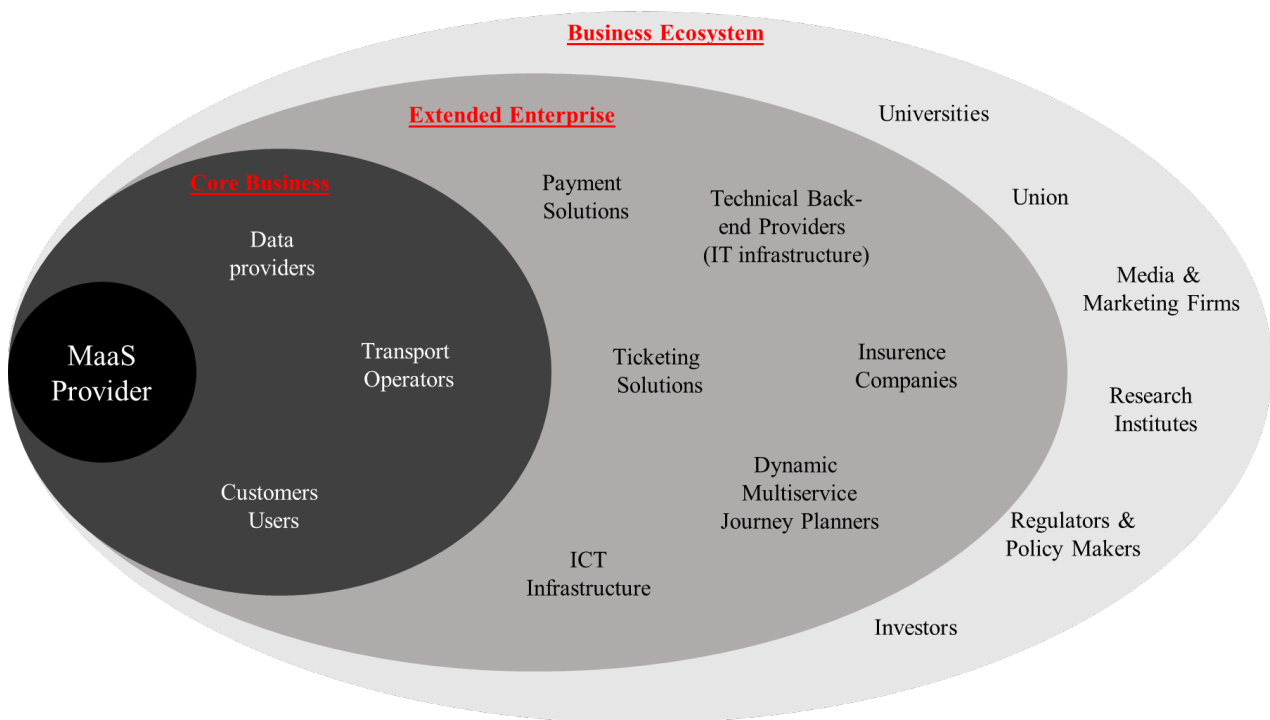 Business Ecosystem
Extended Enterprise
Core Business
MaaS
Provider
Data
providers
Transport
Operators
Customers
Users
Payment
Solutions
Technical Back-
end Providers
(IT infrastructure)
Ticketing
Solutions
Insurence
Companies
Dynamic
Multiservice
Journey Planners
ICT
Infrastructure
Universities
Union
Media &
Marketing Firms
Research
Institutes
Regulators &
Policy Makers
Investors